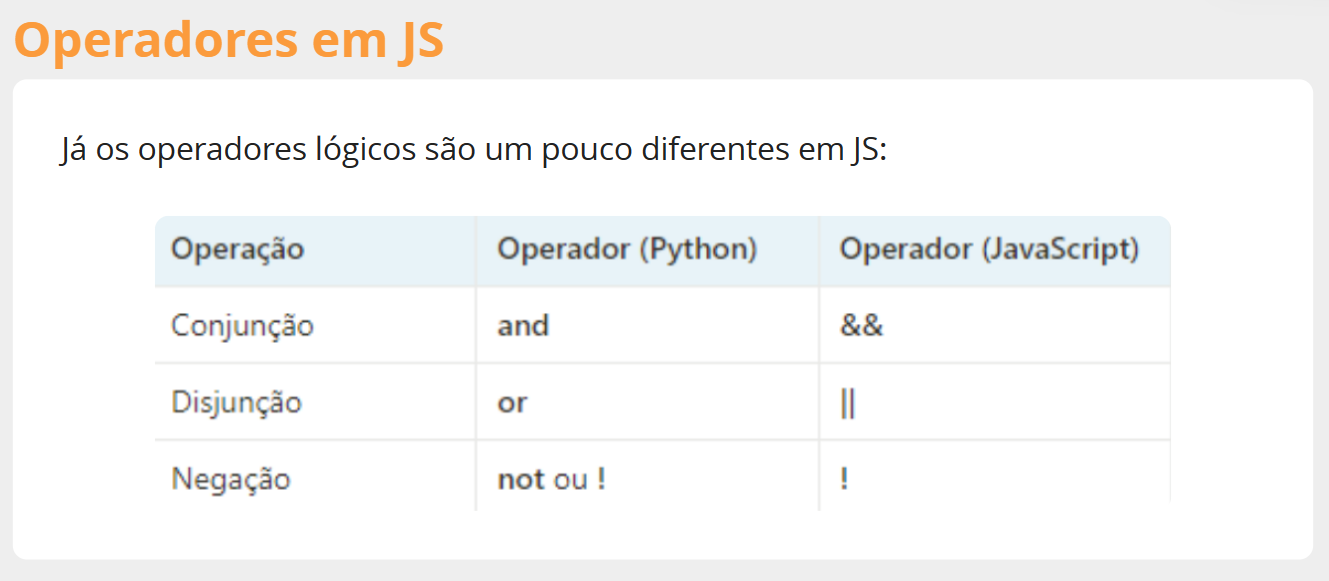 Operadores em JS
Já os operadores lógicos são um pouco diferentes em JS:
Operação Operador (Python) Operador (JavaScript)
Conjunção and &&
Disjunção or ||
Negação not ou ! !